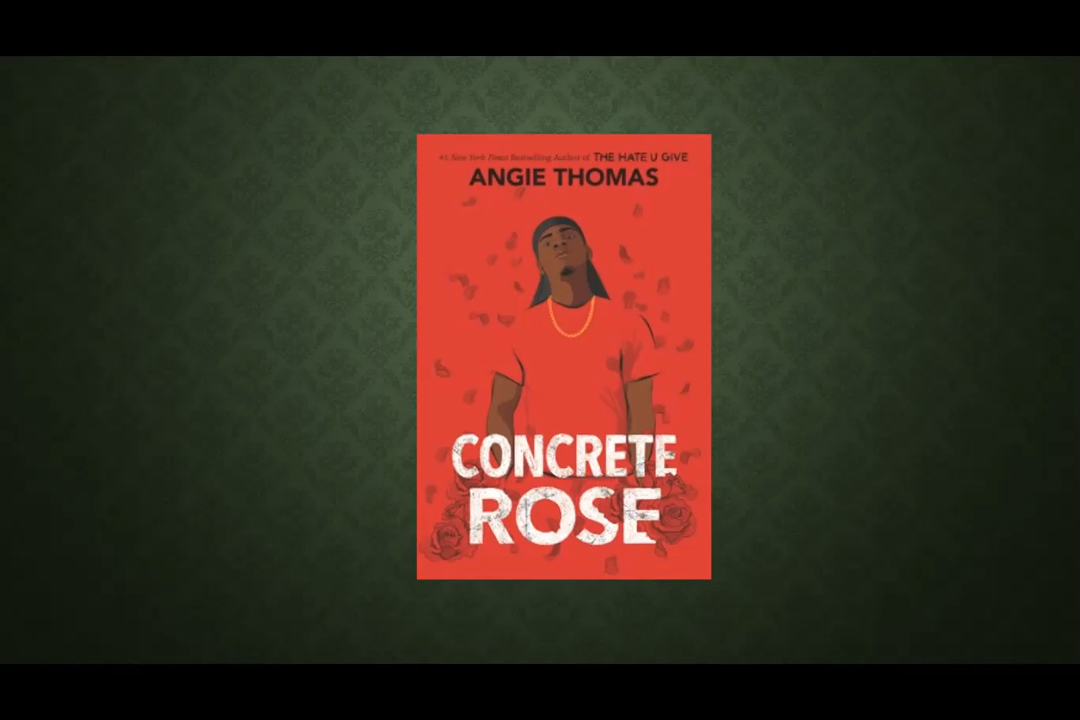 #1 New York Times Bestselling Author of THE HATE U GIVE
ANGIE THOMAS
CONCRETE
ROSE